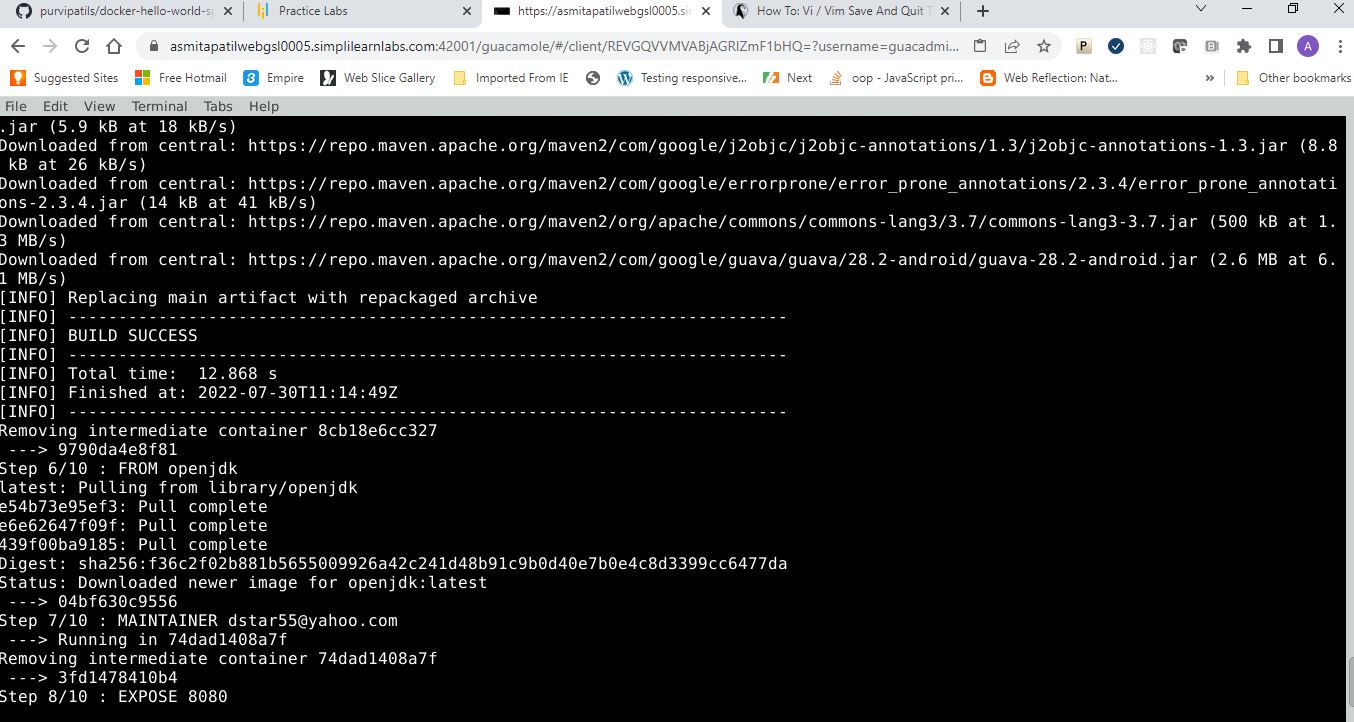 purvipatils/docker-hello-world-sp
Practice Labs
https://asmitapatilwebgsl0005.sim
How To: Vi / Vim Save And Quit T
asmitapatilwebgsl0005.simplilearnlabs.com:42001/guacamole/#/client/REVGQVVMVABjAGRlZmF1bHQ=?username=guacadmi...
P
A
Suggested Sites
Free Hotmail
Empire
Web Slice Gallery
Imported From IE
Testing responsive...
Next
oop - JavaScript pri...
Web Reflection: Nat...
»
Other bookmarks
File Edit View Terminal Tabs Help
.jar (5.9 kB at 18 kB/s)
Downloaded from central: https://repo.maven.apache.org/maven2/com/google/j2objc/j2objc-annotations/1.3/j2objc-annotations-1.3.jar (8.8
 kB at 26 kB/s)
Downloaded from central: https://repo.maven.apache.org/maven2/com/google/errorprone/error_prone_annotations/2.3.4/error_prone_annotati
ons-2.3.4.jar (14 kB at 41 kB/s)
Downloaded from central: https://repo.maven.apache.org/maven2/org/apache/commons/commons-lang3/3.7/commons-lang3-3.7.jar (500 kB at 1.
3 MB/s)
Downloaded from central: https://repo.maven.apache.org/maven2/com/google/guava/guava/28.2-android/guava-28.2-android.jar (2.6 MB at 6.
1 MB/s)
[INFO] Replacing main artifact with repackaged archive
[INFO] ------------------------------------------------------------------------
[INFO] BUILD SUCCESS
[INFO] ------------------------------------------------------------------------
[INFO] Total time:  12.868 s
[INFO] Finished at: 2022-07-30T11:14:49Z
[INFO] ------------------------------------------------------------------------
Removing intermediate container 8cb18e6cc327
 ---> 9790da4e8f81
Step 6/10 : FROM openjdk
latest: Pulling from library/openjdk
e54b73e95ef3: Pull complete
e6e62647f09f: Pull complete
439f00ba9185: Pull complete
Digest: sha256:f36c2f02b881b5655009926a42c241d48b91c9b0d40e7b0e4c8d3399cc6477da
Status: Downloaded newer image for openjdk:latest
 ---> 04bf630c9556
Step 7/10 : MAINTAINER dstar55@yahoo.com
 ---> Running in 74dad1408a7f
Removing intermediate container 74dad1408a7f
 ---> 3fd1478410b4
Step 8/10 : EXPOSE 8080